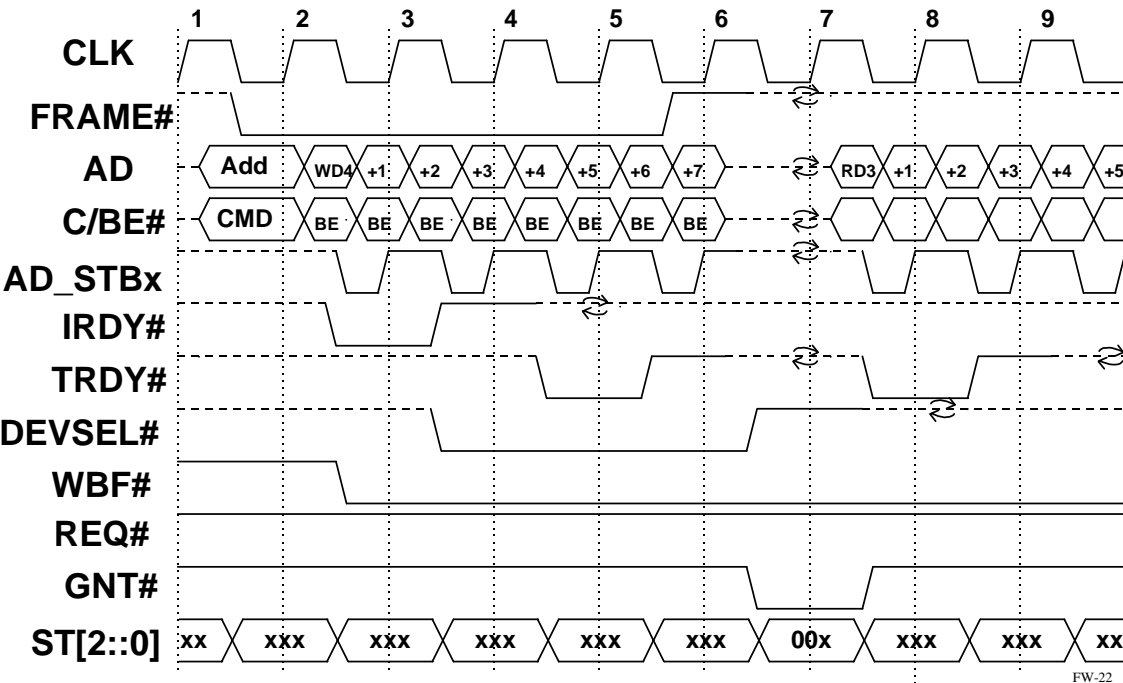 1 2 3 4 5 6 7 8 9
CLK
FRAME#
AD Add WD4 +1 +2 +3 +4 +5 +6 +7 RD3 +1 +2 +3 +4 +5
C/BE# CMD BE BE BE BE BE BE BE BE
AD_STBx
IRDY#
TRDY#
DEVSEL#
WBF#
REQ#
GNT#
ST[2::0] xx xxx xxx xxx xxx xxx 00x xxx xxx xx
FW-22